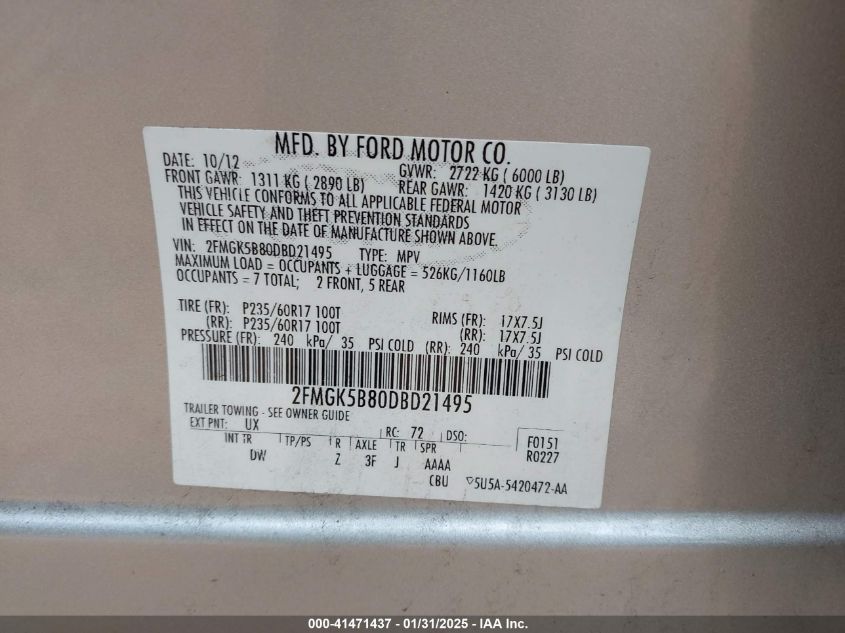 MFD. BY FORD MOTOR CO.
DATE: 10/12 GVWR: 2722 KG ( 6000 LB)
FRONT GAWR: 1311 KG ( 2890 LB) REAR GAWR: 1420 KG ( 3130 LB)
THIS VEHICLE CONFORMS TO ALL APPLICABLE FEDERAL MOTOR
VEHICLE SAFETY AND THEFT PREVENTION STANDARDS
IN EFFECT ON THE DATE OF MANUFACTURE SHOWN ABOVE.
VIN: 2FMGK5B80DBD21495 TYPE: MPV
MAXIMUM LOAD = OCCUPANTS + LUGGAGE = 526KG/1160LB
OCCUPANTS = 7 TOTAL; 2 FRONT, 5 REAR
TIRE (FR): P235/60R17 100T RIMS (FR): 17X7.5J
(RR): P235/60R17 100T (RR): 17X7.5J
PRESSURE (FR): 240 kPa/ 35 PSI COLD (RR): 240 kPa/ 35 PSI COLD
2FMGK5B80DBD21495
TRAILER TOWING - SEE OWNER GUIDE
EXT PNT: UX RC: 72 DSO: F0151
INT TR TP/PS R AXLE TR SPR R0227
DW Z 3F J AAAA
CBU ▽5U5A-5420472-AA
000-41471437 - 01/31/2025 - IAA Inc.